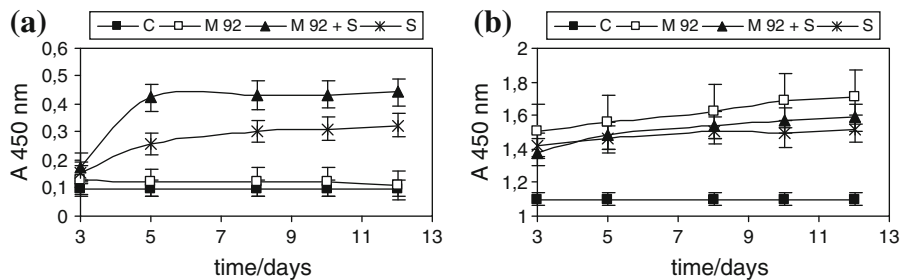 (a)
C M 92 M 92 + S S
A 450 nm
0,6
0,5
0,4
0,3
0,2
0,1
0
3 5 7 9 11 13
time/days
(b)
C M 92 M 92 + S S
A 450 nm
2
1,8
1,6
1,4
1,2
1
3 5 7 9 11 13
time/days